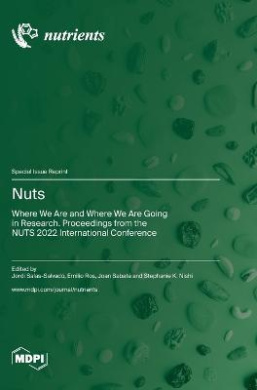 nutrients
Special Issue Reprint
Nuts
Where We Are and Where We Are Going
in Research. Proceedings from the
NUTS 2022 International Conference
Edited by
Jordi Salas-Salvadó, Emilio Ros, Joan Sabate and Stephanie K. Nishi
www.mdpi.com/journal/nutrients
MDPI